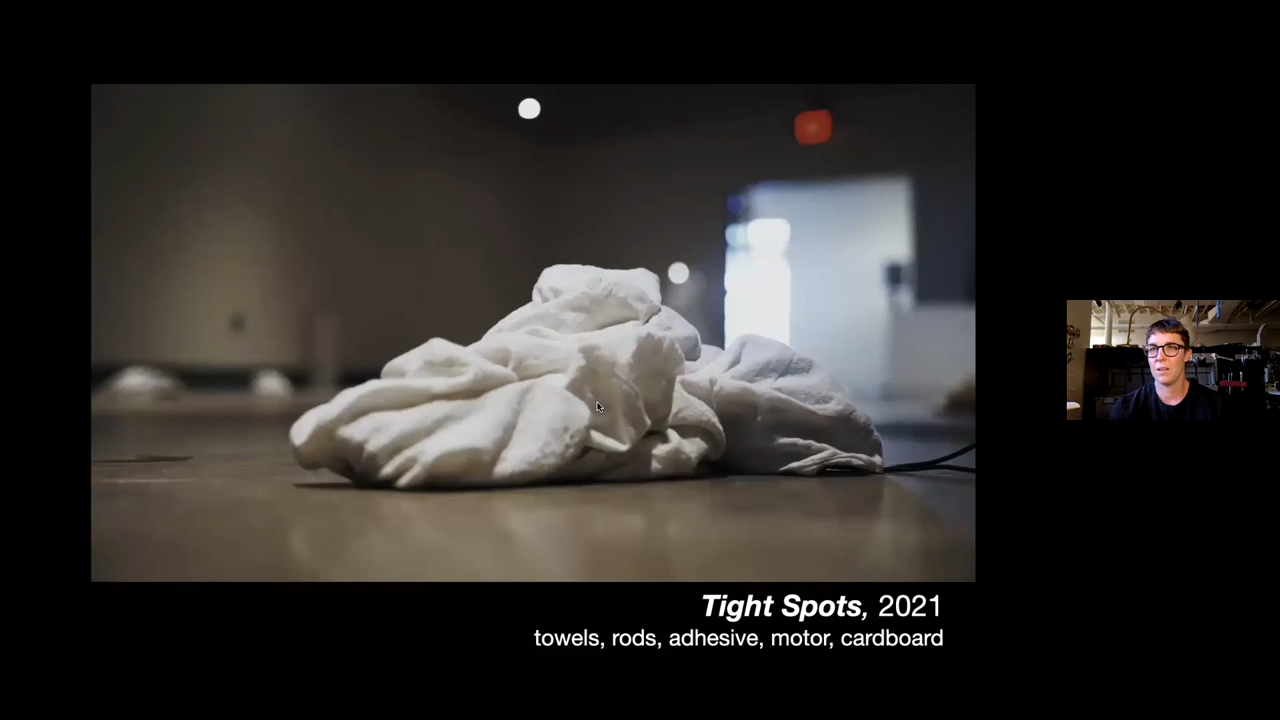 Tight Spots, 2021
towels, rods, adhesive, motor, cardboard